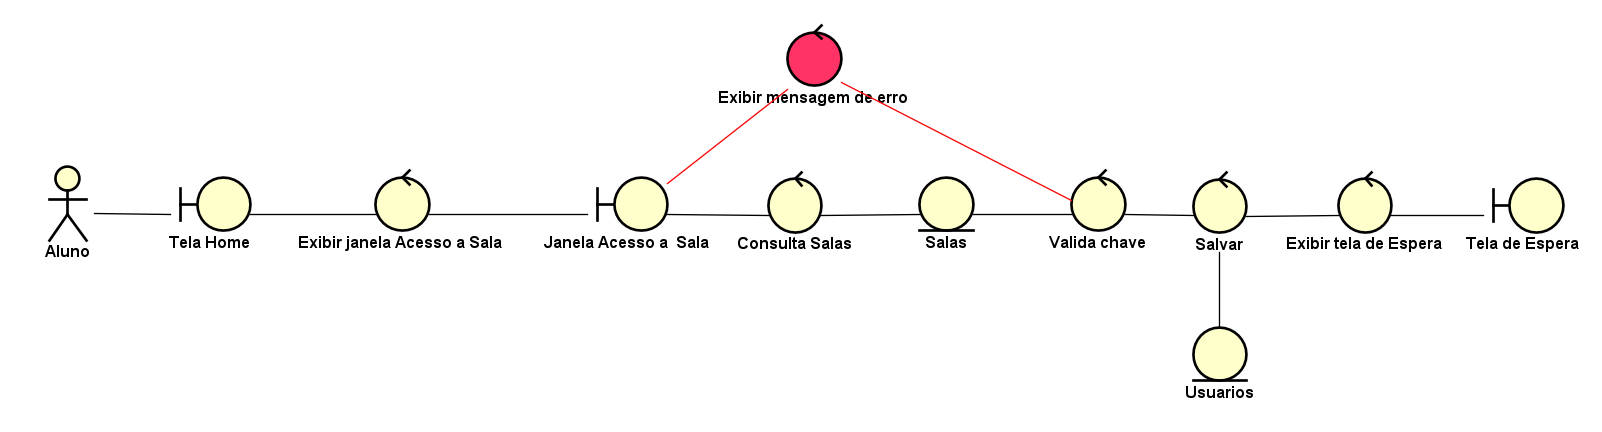 Exibir mensagem de erro
Aluno
Tela Home
Exibir janela Acesso a Sala
Janela Acesso a Sala
Consulta Salas
Salas
Valida chave
Salvar
Exibir tela de Espera
Tela de Espera
Usuarios